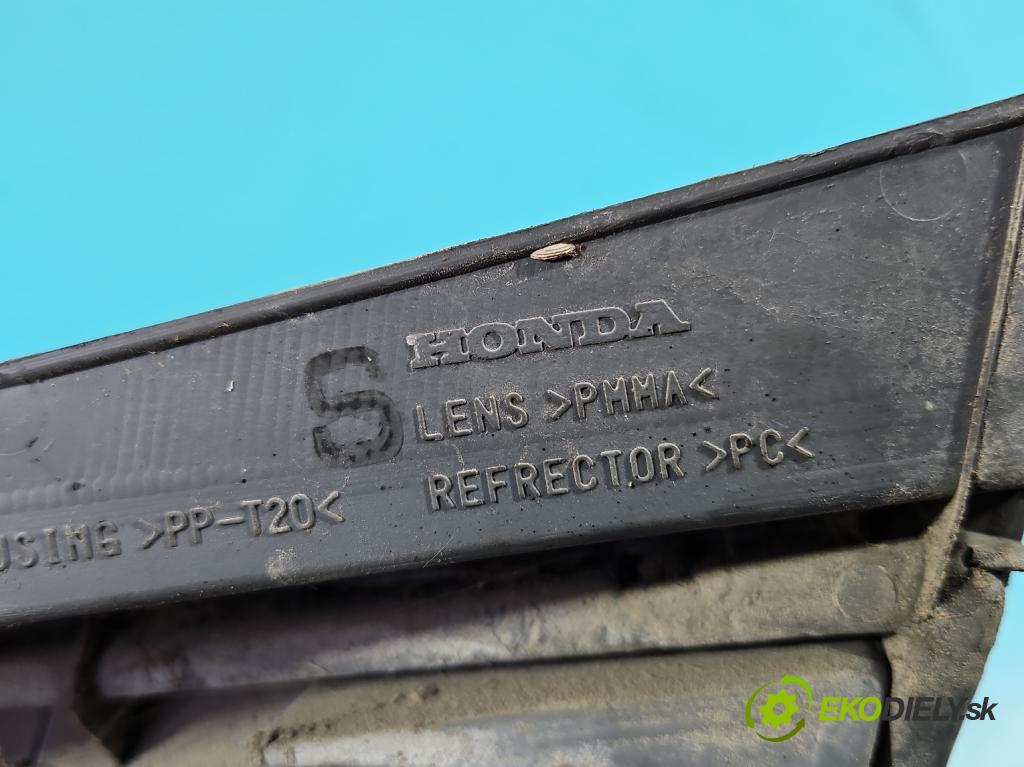 HONDA
S
LENS >PMMA<
REFRECTOR >PC<
USING >PP-T20<
EKODIELY.sk